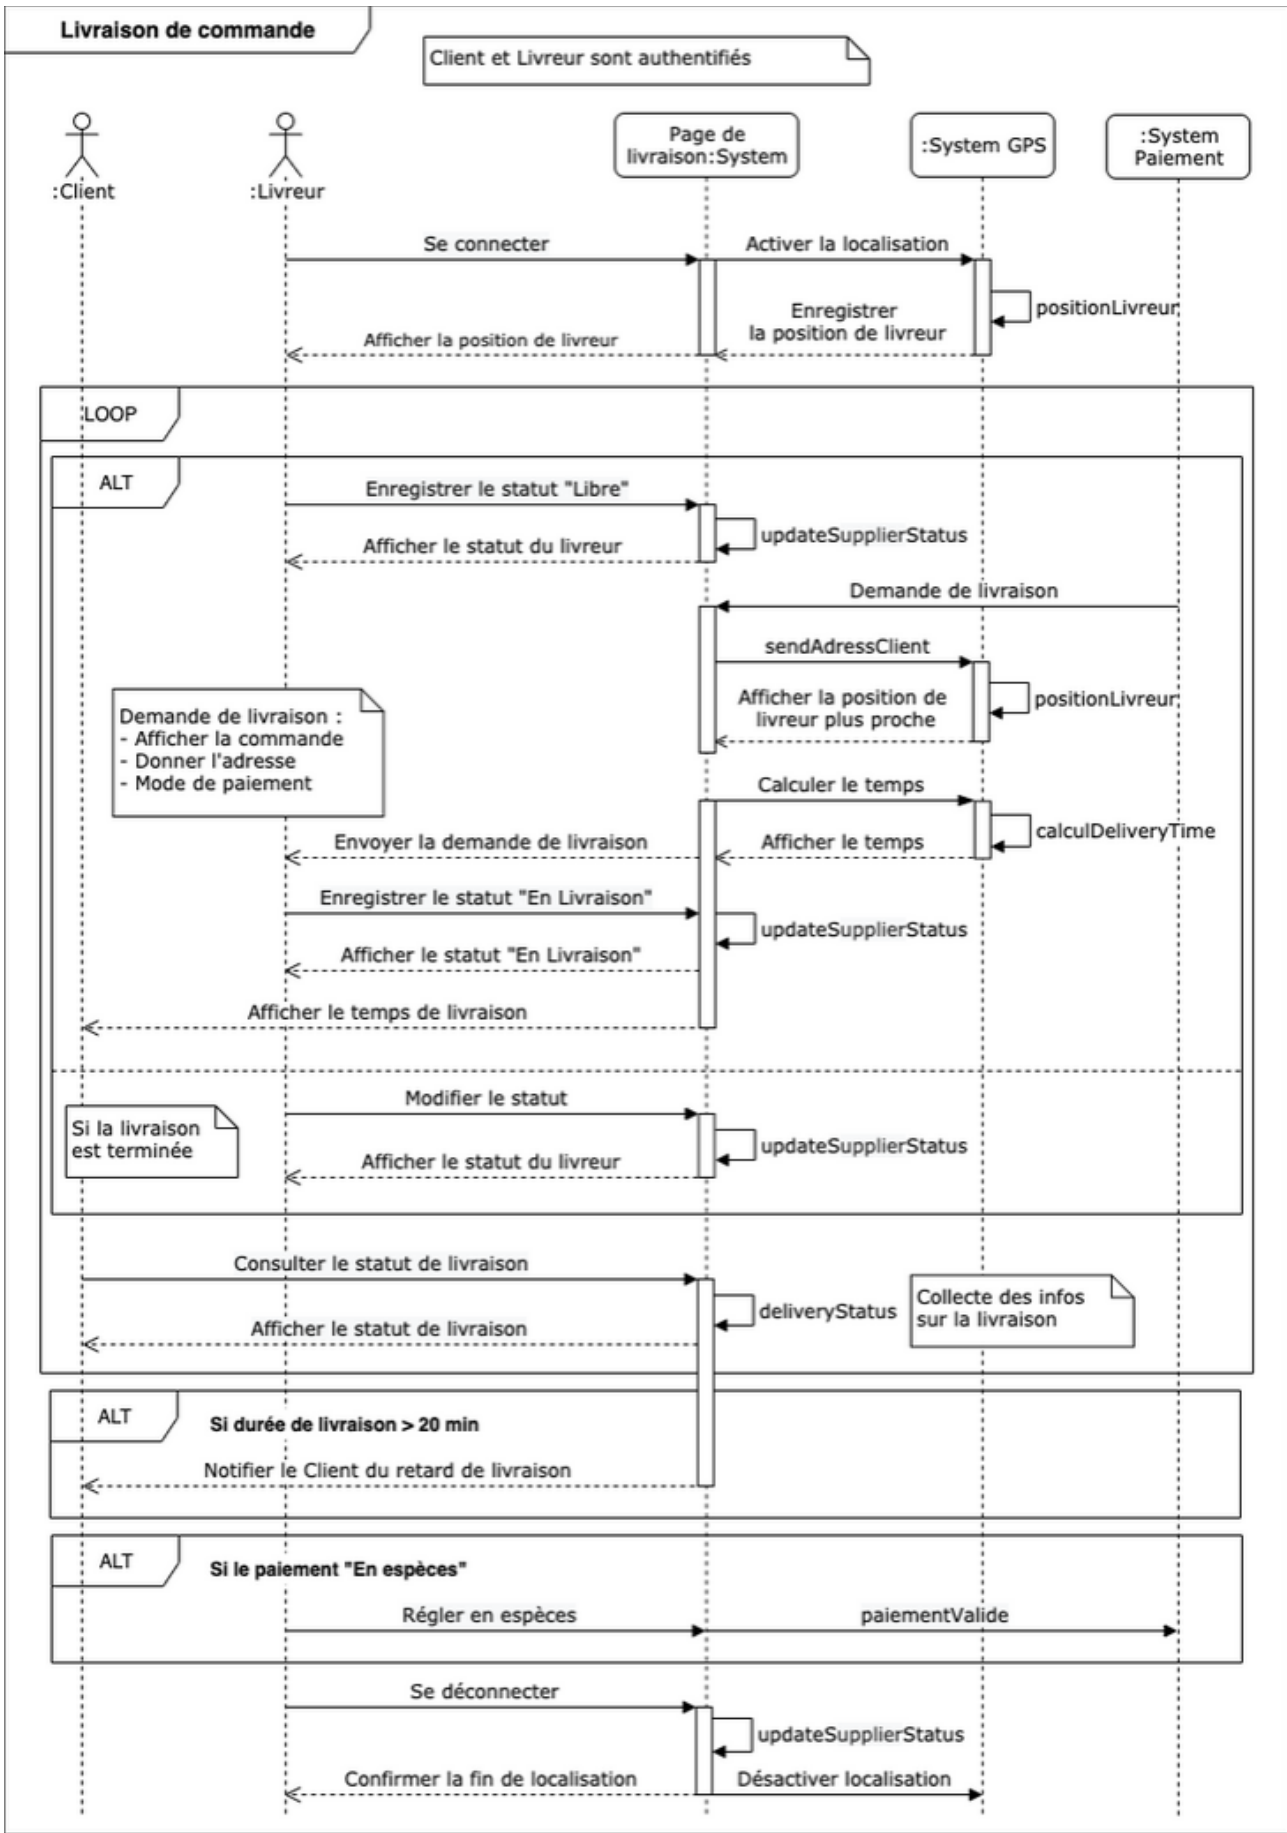 Livraison de commande
Client et Livreur sont authentifiés
:Client
:Livreur
Page de
livraison:System
:System GPS
:System
Paiement
Se connecter
Activer la localisation
positionLivreur
Enregistrer
la position de livreur
Afficher la position de livreur
LOOP
ALT
Enregistrer le statut "Libre"
updateSupplierStatus
Afficher le statut du livreur
Demande de livraison
sendAdressClient
positionLivreur
Afficher la position de
livreur plus proche
Demande de livraison :
- Afficher la commande
- Donner l'adresse
- Mode de paiement
Calculer le temps
calculDeliveryTime
Envoyer la demande de livraison
Afficher le temps
Enregistrer le statut "En Livraison"
updateSupplierStatus
Afficher le statut "En Livraison"
Afficher le temps de livraison
Modifier le statut
Si la livraison
est terminée
updateSupplierStatus
Afficher le statut du livreur
Consulter le statut de livraison
deliveryStatus
Collecte des infos
sur la livraison
Afficher le statut de livraison
ALT
Si durée de livraison > 20 min
Notifier le Client du retard de livraison
ALT
Si le paiement "En espèces"
Régler en espèces
paiementValide
Se déconnecter
updateSupplierStatus
Confirmer la fin de localisation
Désactiver localisation